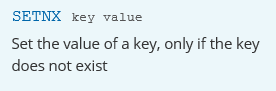 SETNX key value
Set the value of a key, only if the key
does not exist